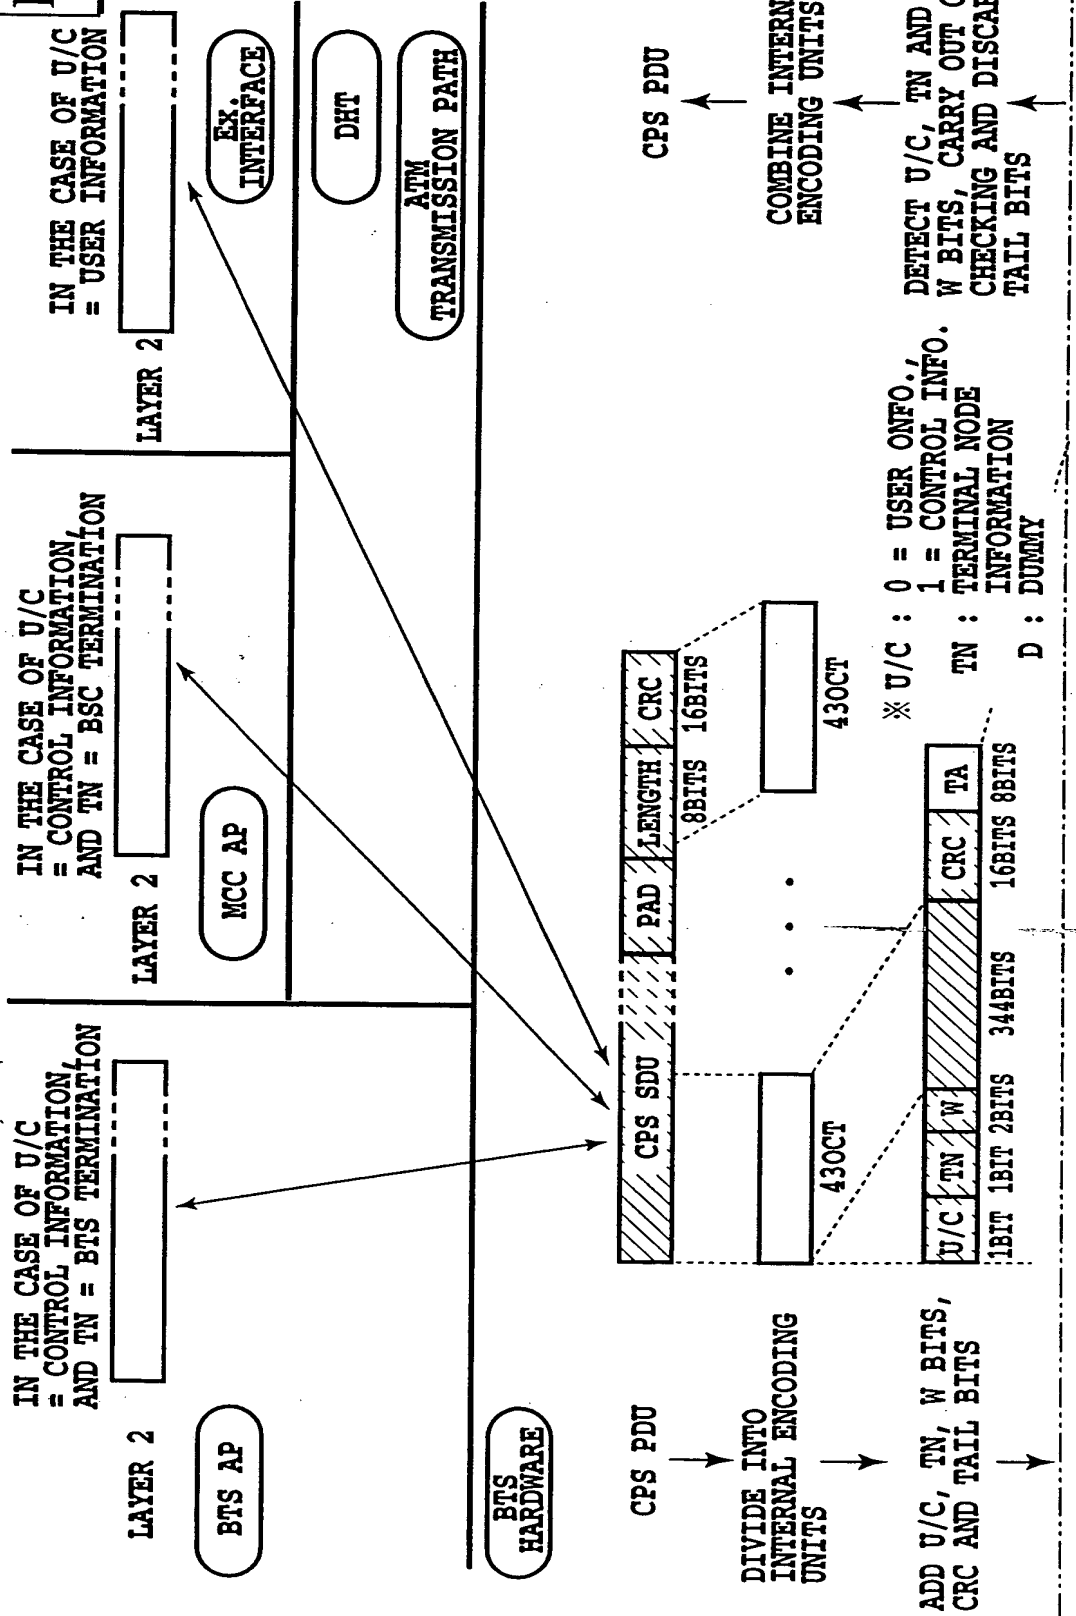 IN THE CASE OF U/C
= CONTROL INFORMATION,
AND TN = BTS TERMINATION
LAYER 2
BTS AP
IN THE CASE OF U/C
= CONTROL INFORMATION,
AND TN = BSC TERMINATION
LAYER 2
MCC AP
IN THE CASE OF U/C
= USER INFORMATION
LAYER 2
EX.
INTERFACE
DHT
ATM
TRANSMISSION PATH
BTS
HARDWARE
CPS PDU
DIVIDE INTO
INTERNAL ENCODING
UNITS
ADD U/C, TN, W BITS,
CRC AND TAIL BITS
CPS SDU
PAD
LENGTH
CRC
8BITS
16BITS
43OCT
43OCT
U/C
TN
W
CRC
TA
1BIT
1BIT
2BITS
344BITS
16BITS
8BITS
※U/C : 0 = USER ONFO.,
1 = CONTROL INFO.
TN : TERMINAL NODE
INFORMATION
D : DUMMY
CPS PDU
COMBINE INTERN
ENCODING UNITS
DETECT U/C, TN AND
W BITS, CARRY OUT
CHECKING AND DISCA
TAIL BITS